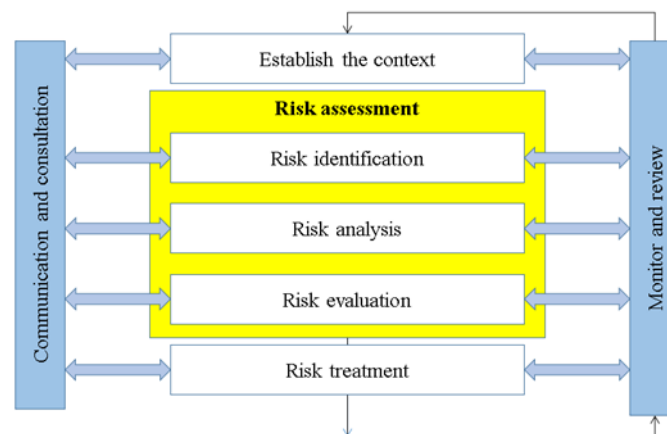 Establish the context
Risk assessment
Risk identification
Risk analysis
Risk evaluation
Risk treatment
Communication and consultation
Monitor and review